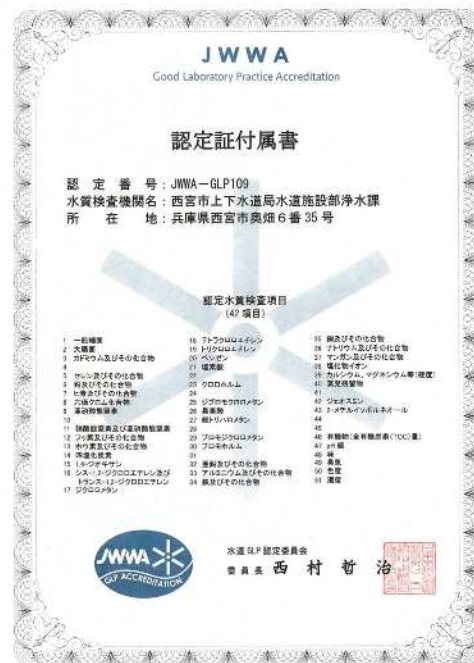 JWWA
Good Laboratory Practice Accreditation
認定証付属書
認 定 番 号：JWWA－GLP109
水質検査機関名：西宮市上下水道局水道施設部浄水課
所 在 地：兵庫県西宮市奥畑6番35号
認定水質検査項目
(42項目)
1 一般細菌
2 大腸菌
3 カドミウム及びその化合物
4
5 セレン及びその化合物
6 鉛及びその化合物
7 ヒ素及びその化合物
8 六価クロム化合物
9 亜硝酸態窒素
10
11 硝酸態窒素及び亜硝酸態窒素
12 フッ素及びその化合物
13 ホウ素及びその化合物
14 四塩化炭素
15 1,4-ジオキサン
16 シス-1,2-ジクロロエチレン及び
トランス-1,2-ジクロロエチレン
17 ジクロロメタン
18 テトラクロロエチレン
19 トリクロロエチレン
20 ベンゼン
21 塩素酸
22
23 クロロホルム
24
25 ジブロモクロロメタン
26 臭素酸
27 総トリハロメタン
28
29 ブロモジクロロメタン
30 ブロモホルム
31
32 亜鉛及びその化合物
33 アルミニウム及びその化合物
34 鉄及びその化合物
35 銅及びその化合物
36 ナトリウム及びその化合物
37 マンガン及びその化合物
38 塩化物イオン
39 カルシウム、マグネシウム等(硬度)
40 蒸発残留物
41
42 ジェオスミン
43 2-メチルイソボルネオール
44
45
46 有機物(全有機炭素(TOC)量)
47 pH値
48 味
49 臭気
50 色度
51 濁度
JWWA
GLP ACCREDITATION
水道GLP認定委員会
委員長 西 村 哲 治